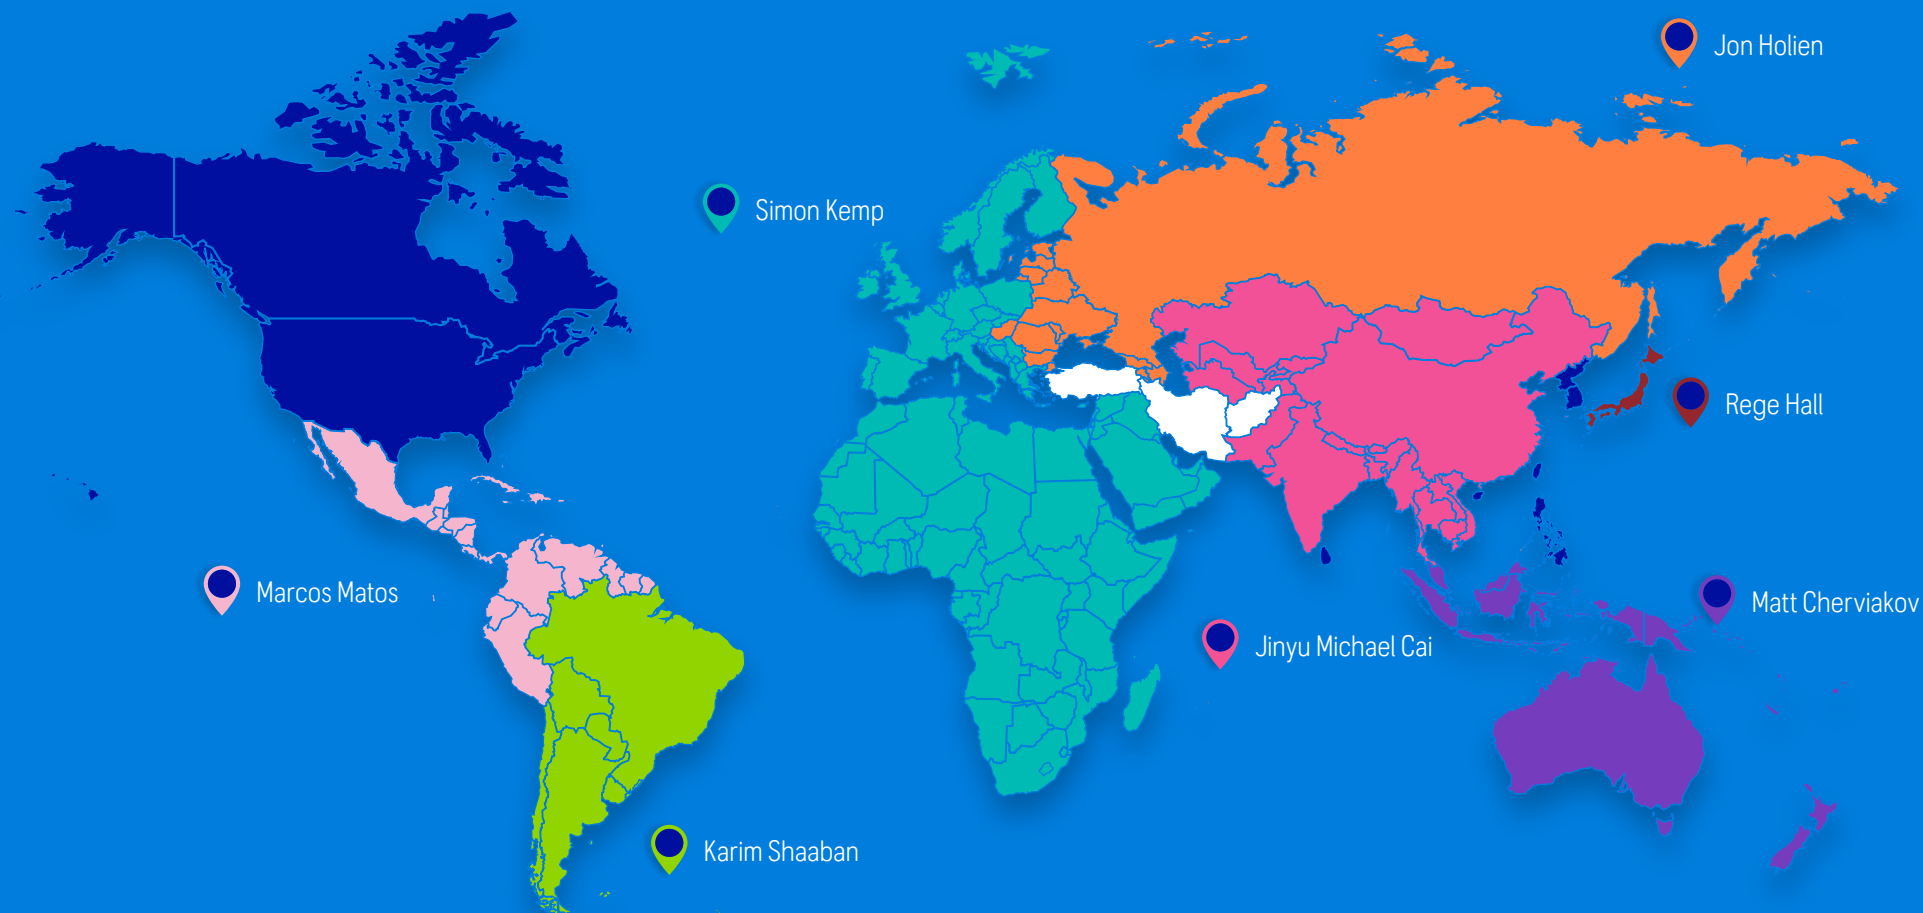 Jon Holien
Simon Kemp
Rege Hall
Marcos Matos
Matt Cherviakov
Jinyu Michael Cai
Karim Shaaban